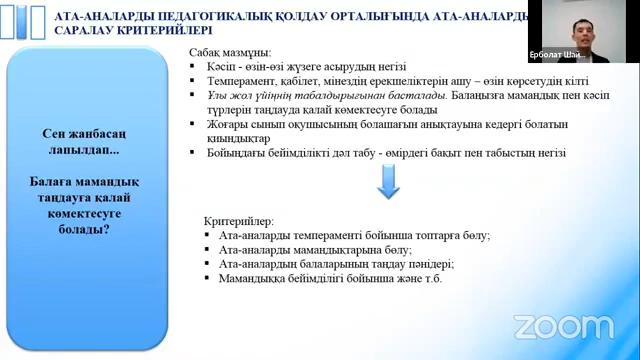 АТА-АНАЛАРДЫ ПЕДАГОГИКАЛЫҚ ҚОЛДАУ ОРТАЛЫҒЫНДА АТА-АНАЛАРДЫ
САРАЛАУ КРИТЕРИЙЛЕРІ
Ерболат Шай...
Сен жанбасаң
лапылдап...
Балаға мамандық
таңдауға қалай
көмектесуге
болады?
Сабақ мазмұны:
Кәсіп - өзін-өзі жүзеге асырудың негізі
Темперамент, қабілет, мінездің ерекшеліктерін ашу – өзін көрсетудің кілті
Ұлы жол үйіңнің табалдырығынан басталады. Балаңызға мамандық пен кәсіп
түрлерін таңдауда қалай көмектесуге болады
Жоғары сынып оқушысының болашағын анықтауына кедергі болатын
қиындықтар
Бойыңдағы бейімділікті дәл табу - өмірдегі бақыт пен табыстың негізі
Критерийлер:
Ата-аналарды темпераменті бойынша топтарға бөлу;
Ата-аналарды мамандықтарына бөлу;
Ата-аналардың балаларының таңдау пәндері;
Мамандыққа бейімділігі бойынша және т.б.
zoom